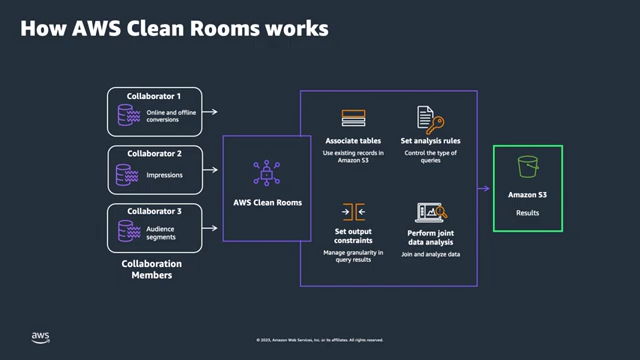 How AWS Clean Rooms works
Collaborator 1
Online and offline
conversions
Collaborator 2
Impressions
Collaborator 3
Audience
segments
Collaboration
Members
AWS Clean Rooms
Associate tables
Use existing records in
Amazon S3
Set analysis rules
Control the type of
queries
Set output
constraints
Manage granularity in
query results
Perform joint
data analysis
Join and analyze data
Amazon S3
Results
aws
© 2023, Amazon Web Services, Inc. or its affiliates. All rights reserved.